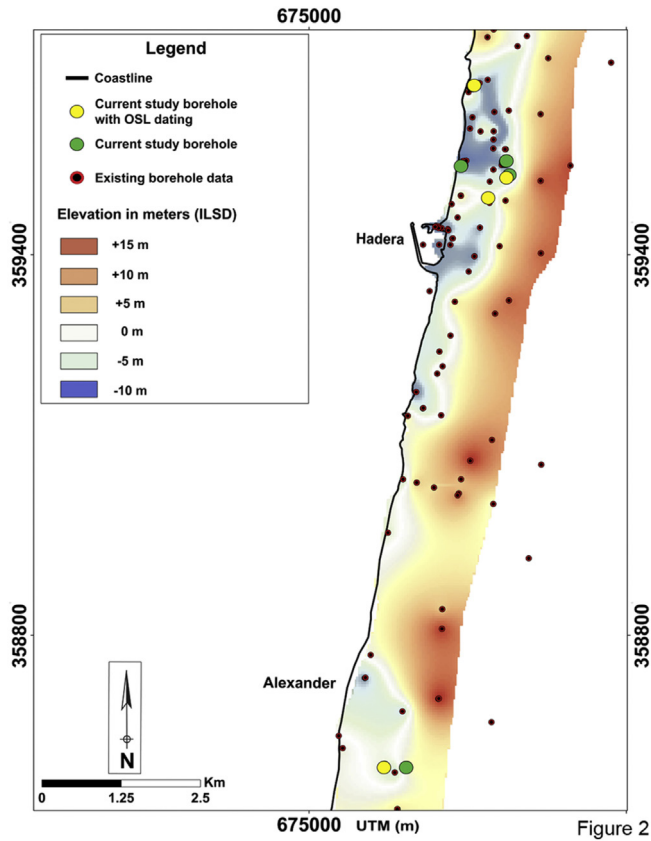 675000
Legend
Coastline
Current study borehole
with OSL dating
Current study borehole
Existing borehole data
Elevation in meters (ILSD)
+15 m
+10 m
+5 m
0 m
-5 m
-10 m
Hadera
359400
359400
358800
358800
Alexander
N
Km
0
1.25
2.5
675000
UTM (m)
Figure 2